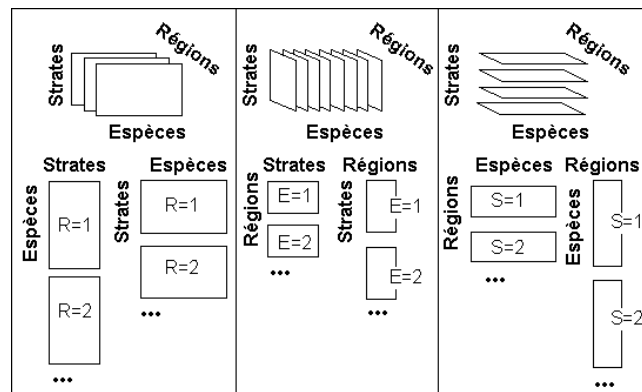 Strates
Régions
Espèces
Strates
Espèces
R=1
R=2
...
Espèces
Strates
R=1
R=2
...
Strates
Régions
Espèces
Strates
Régions
E=1
E=2
...
Régions
Strates
E=1
E=2
...
Strates
Régions
Espèces
Espèces
Régions
S=1
S=2
...
Régions
Espèces
S=1
S=2
...